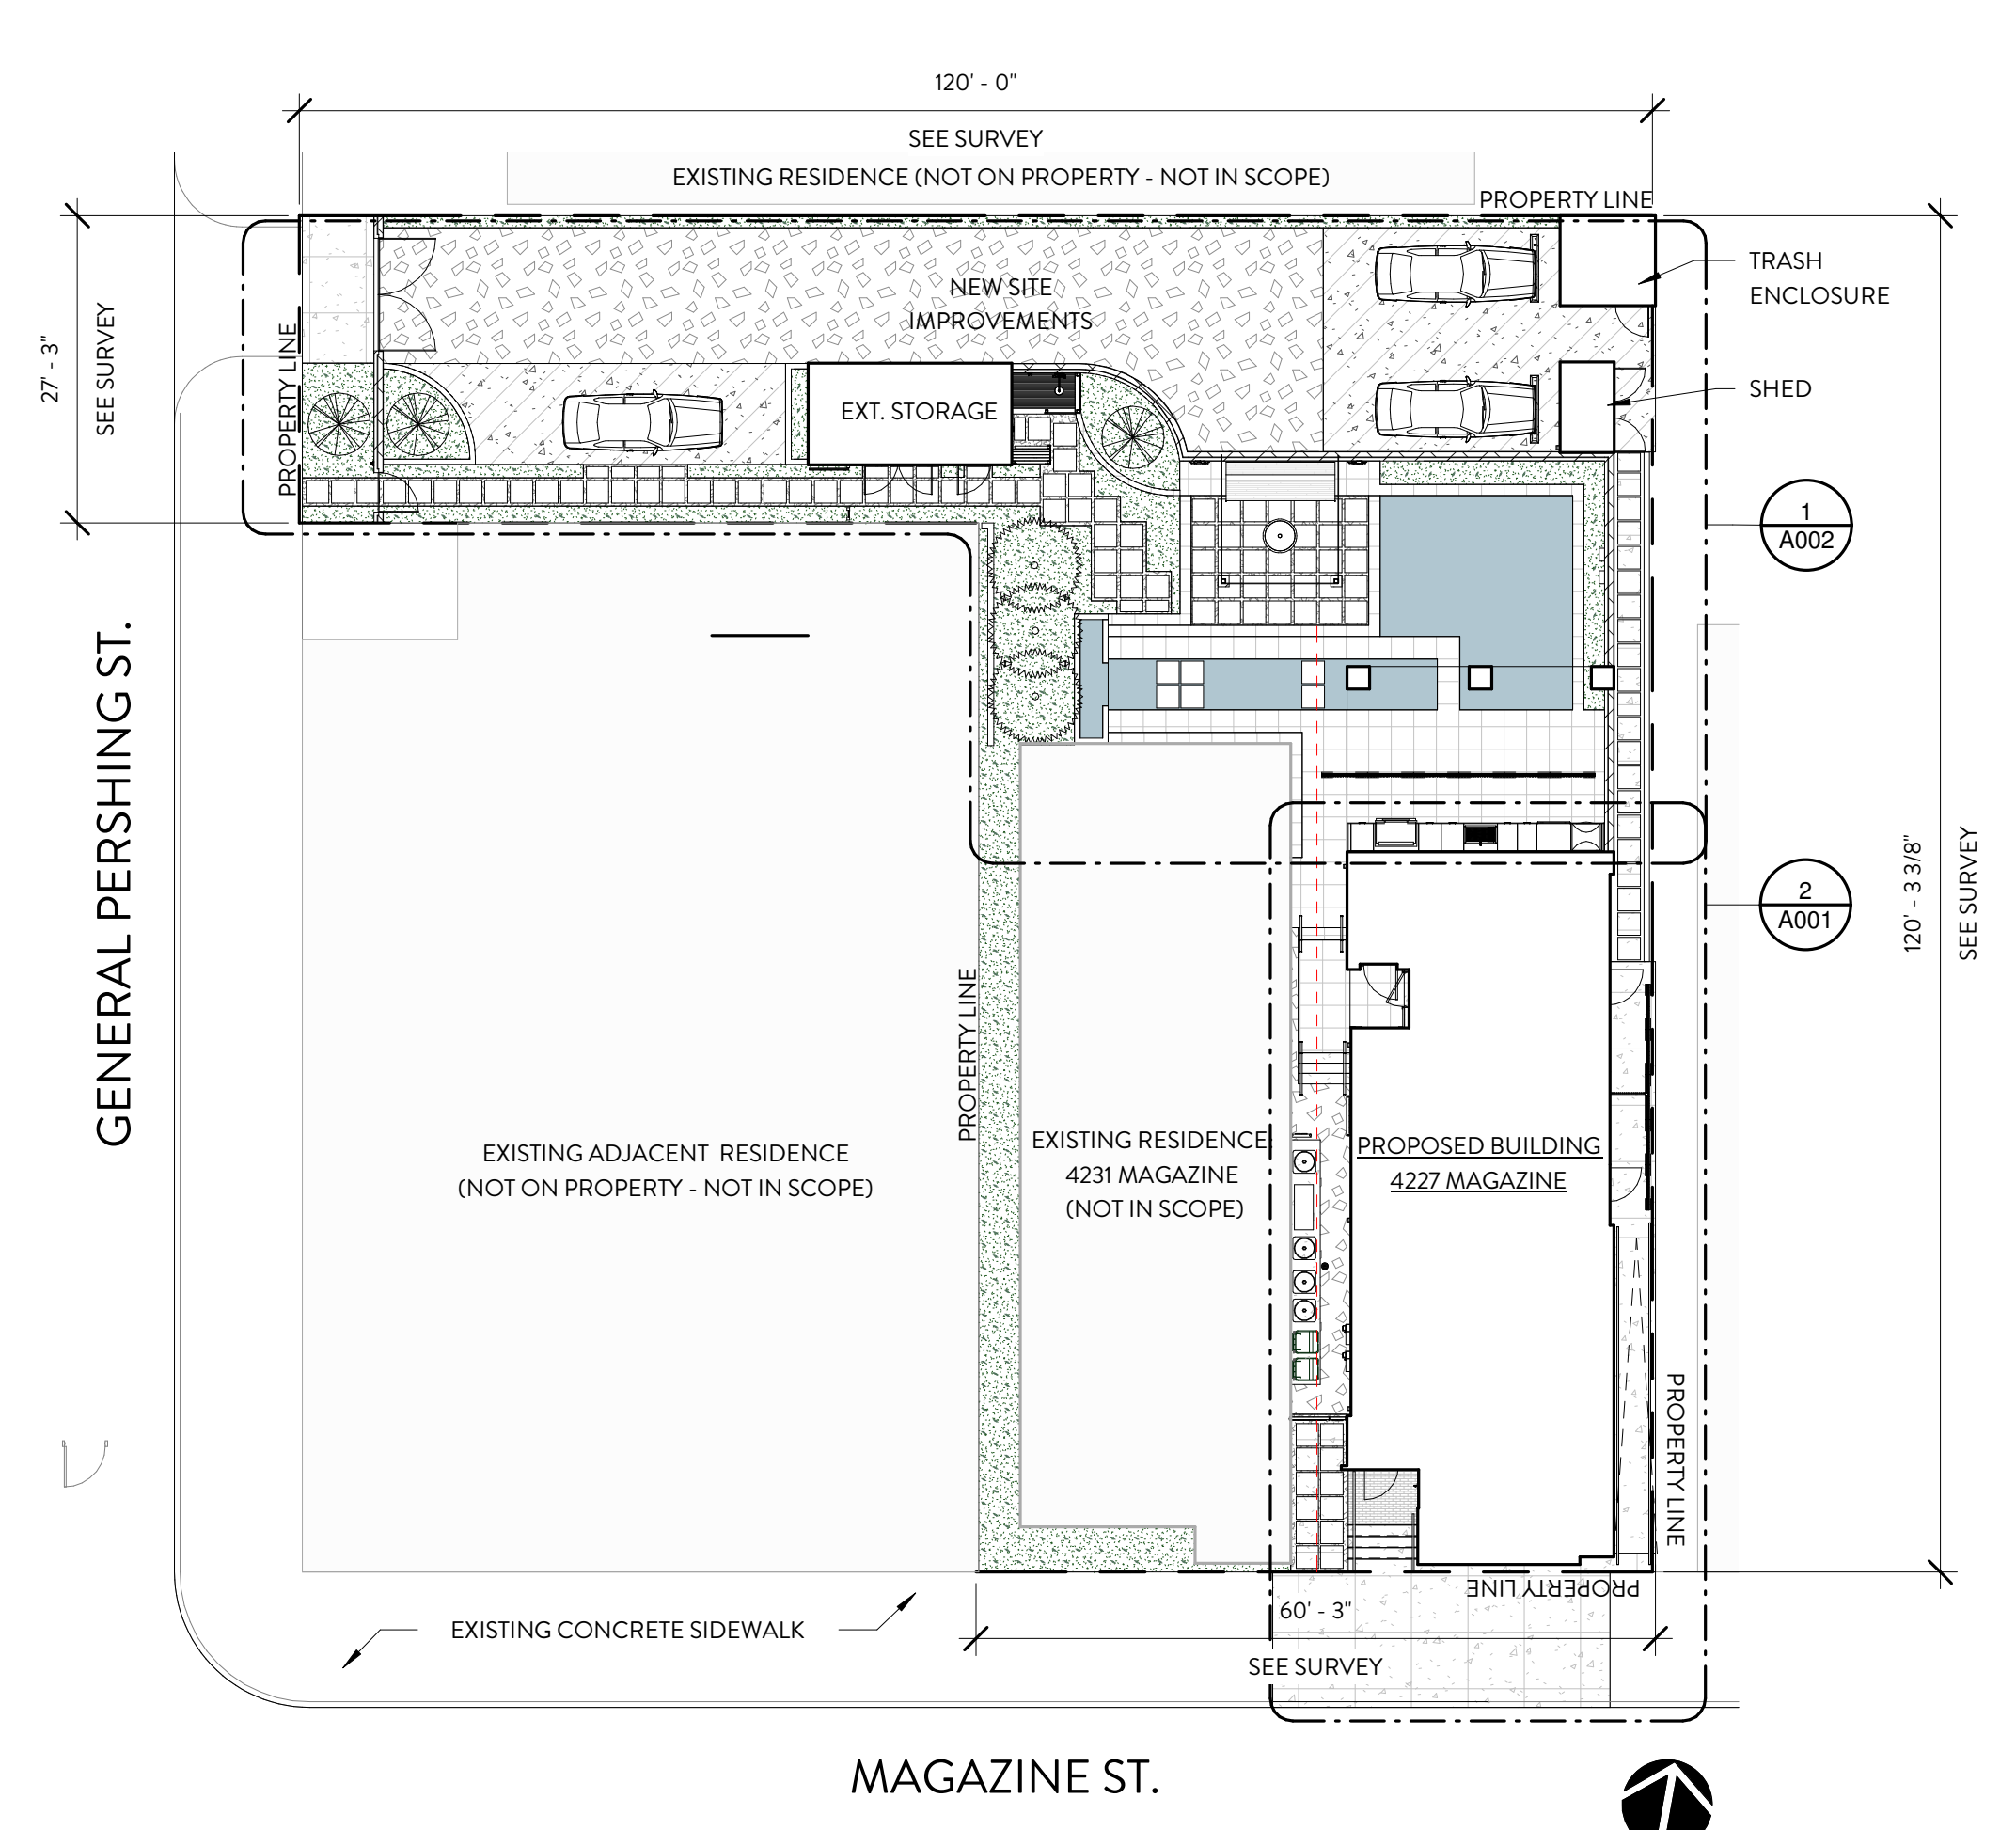 120' - 0"
SEE SURVEY
EXISTING RESIDENCE (NOT ON PROPERTY - NOT IN SCOPE)
PROPERTY LINE
TRASH
ENCLOSURE
NEW SITE
IMPROVEMENTS
27' - 3"
SEE SURVEY
PROPERTY LINE
SHED
EXT. STORAGE
1
A002
GENERAL PERSHING ST.
2
A001
120' - 3 3/8"
SEE SURVEY
PROPERTY LINE
EXISTING ADJACENT RESIDENCE
(NOT ON PROPERTY - NOT IN SCOPE)
EXISTING RESIDENCE
4231 MAGAZINE
(NOT IN SCOPE)
PROPOSED BUILDING
4227 MAGAZINE
PROPERTY LINE
PROPERTY LINE
60' - 3"
EXISTING CONCRETE SIDEWALK
SEE SURVEY
MAGAZINE ST.